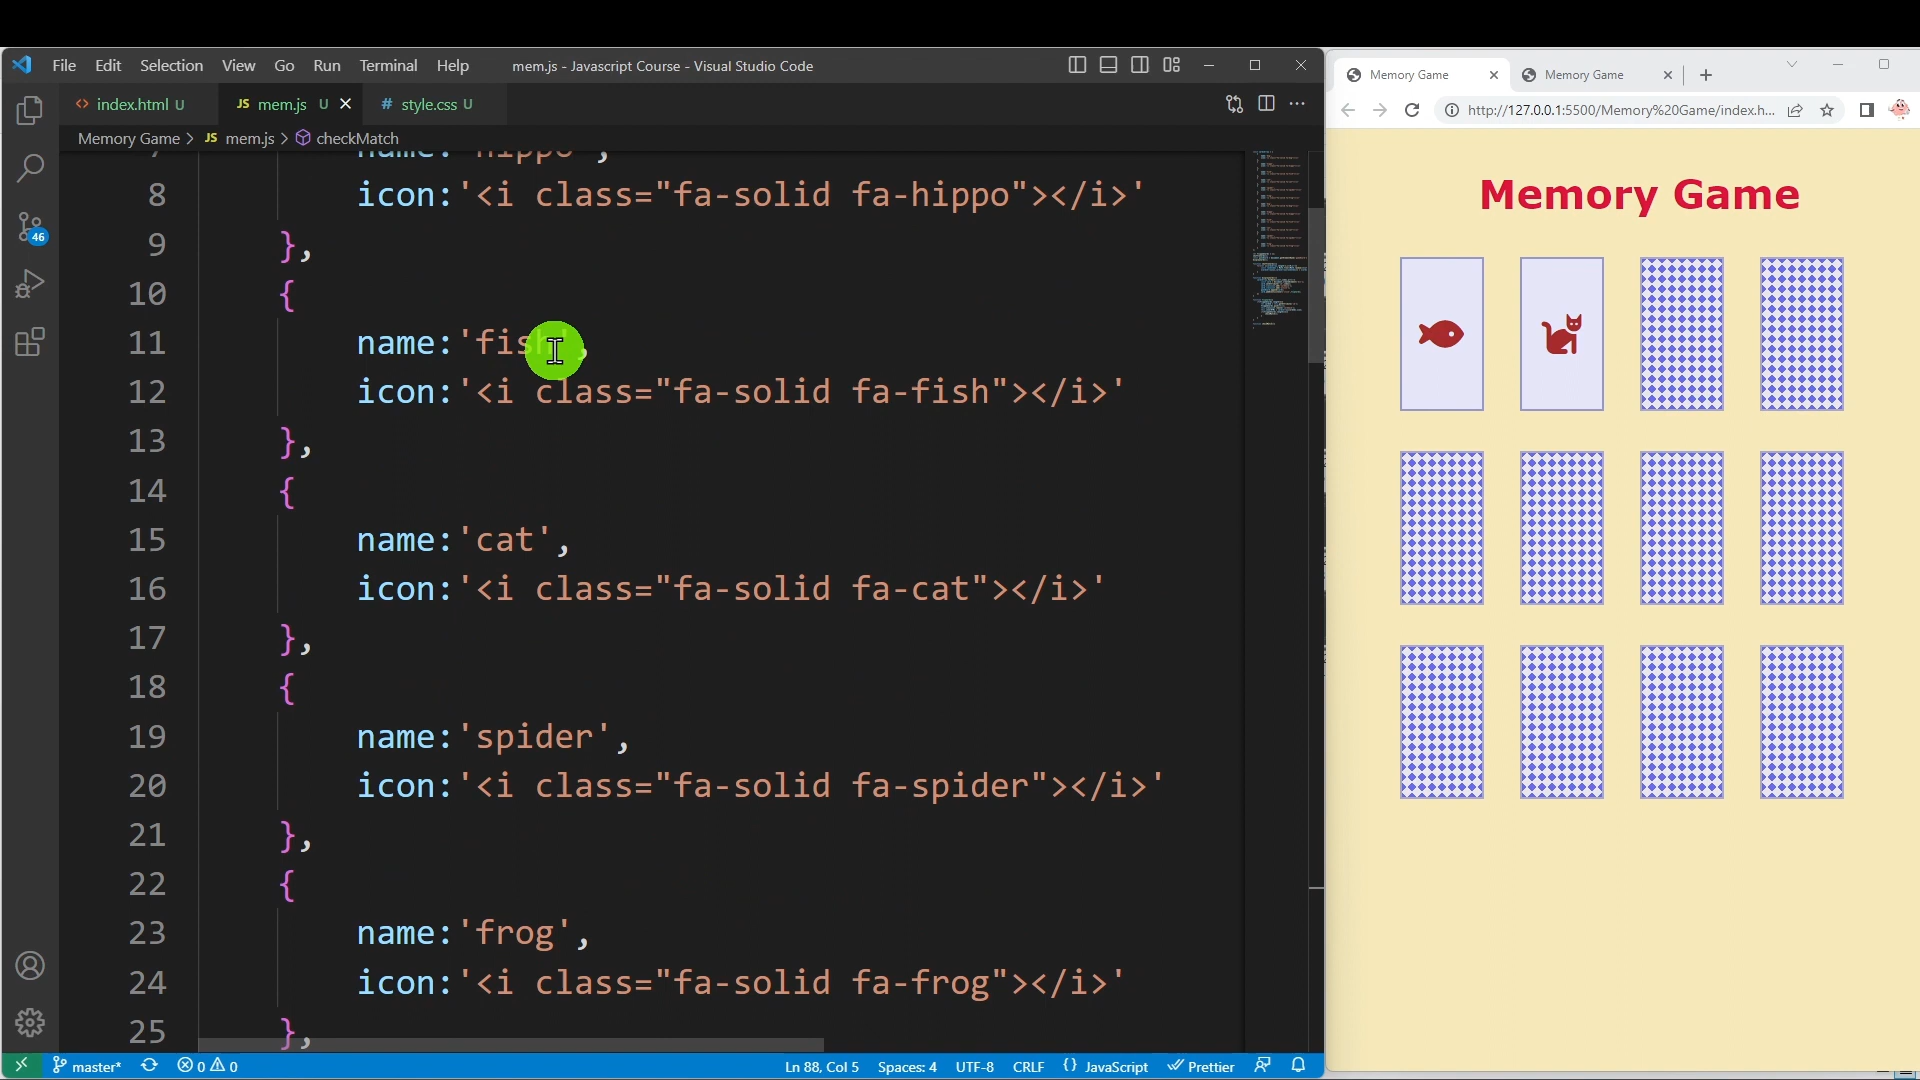 File Edit Selection View Go Run Terminal Help mem.js - Javascript Course - Visual Studio Code
<> index.html U JS mem.js U # style.css U
Memory Game > JS mem.js > checkMatch
7 name:'hippo',
8 icon:'<i class="fa-solid fa-hippo"></i>'
9 },
10 {
11 name:'fish',
12 icon:'<i class="fa-solid fa-fish"></i>'
13 },
14 {
15 name:'cat',
16 icon:'<i class="fa-solid fa-cat"></i>'
17 },
18 {
19 name:'spider',
20 icon:'<i class="fa-solid fa-spider"></i>'
21 },
22 {
23 name:'frog',
24 icon:'<i class="fa-solid fa-frog"></i>'
25 },
46
master* 0 0 Ln 88, Col 5 Spaces: 4 UTF-8 CRLF {} JavaScript Prettier
Memory Game Memory Game
http://127.0.0.1:5500/Memory%20Game/index.h...
Memory Game